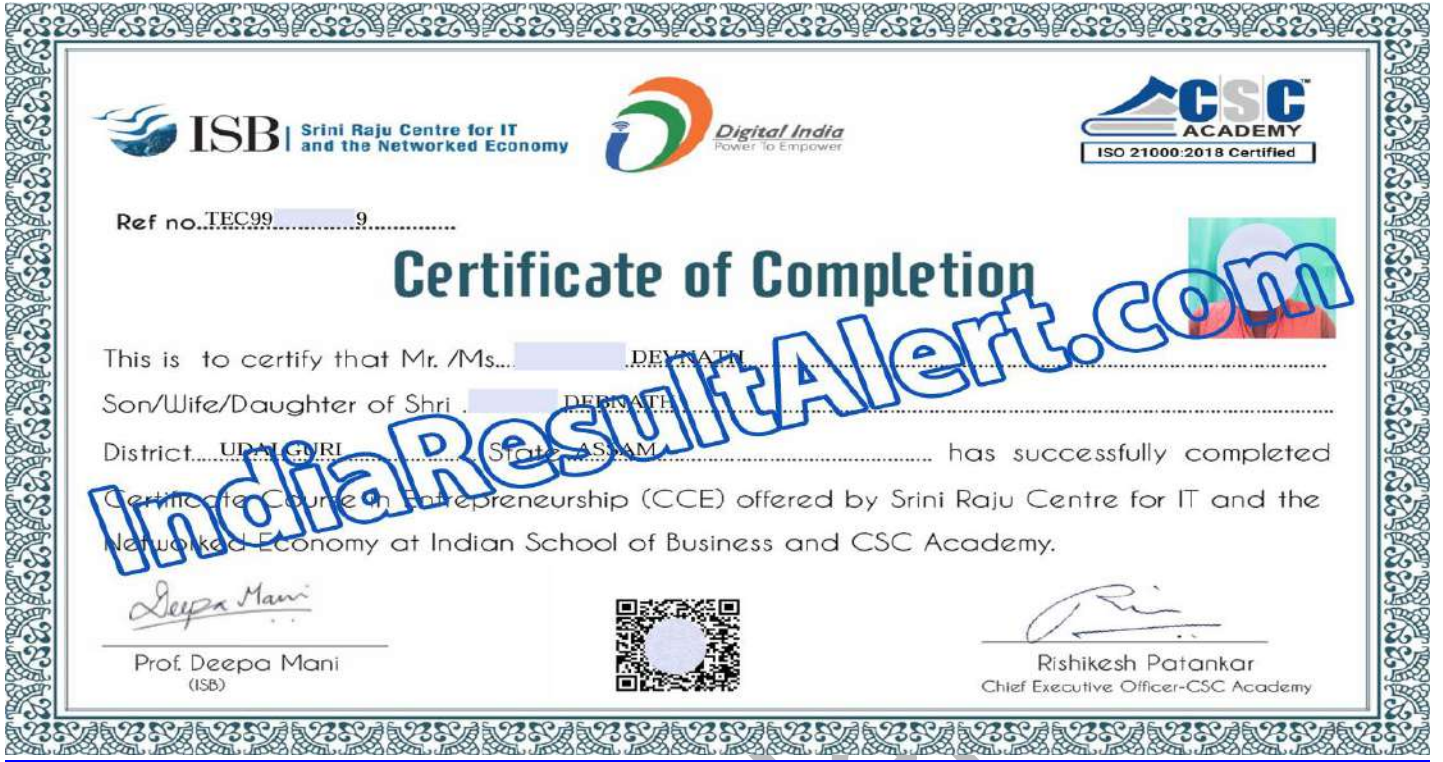 ISB Srini Raju Centre for IT
and the Networked Economy
Digital India
Power To Empower
CSC™
ACADEMY
ISO 21000:2018 Certified
Ref no. TEC99 9
Certificate of Completion
This is to certify that Mr. /Ms. DEVNATH
Son/Wife/Daughter of Shri . DEBNATH
District UDALGURI State ASSAM has successfully completed
Certificate Course in Entrepreneurship (CCE) offered by Srini Raju Centre for IT and the
Networked Economy at Indian School of Business and CSC Academy.
IndiaResultAlert.com
Deepa Mani
Prof. Deepa Mani
(ISB)
Rishikesh Patankar
Chief Executive Officer-CSC Academy